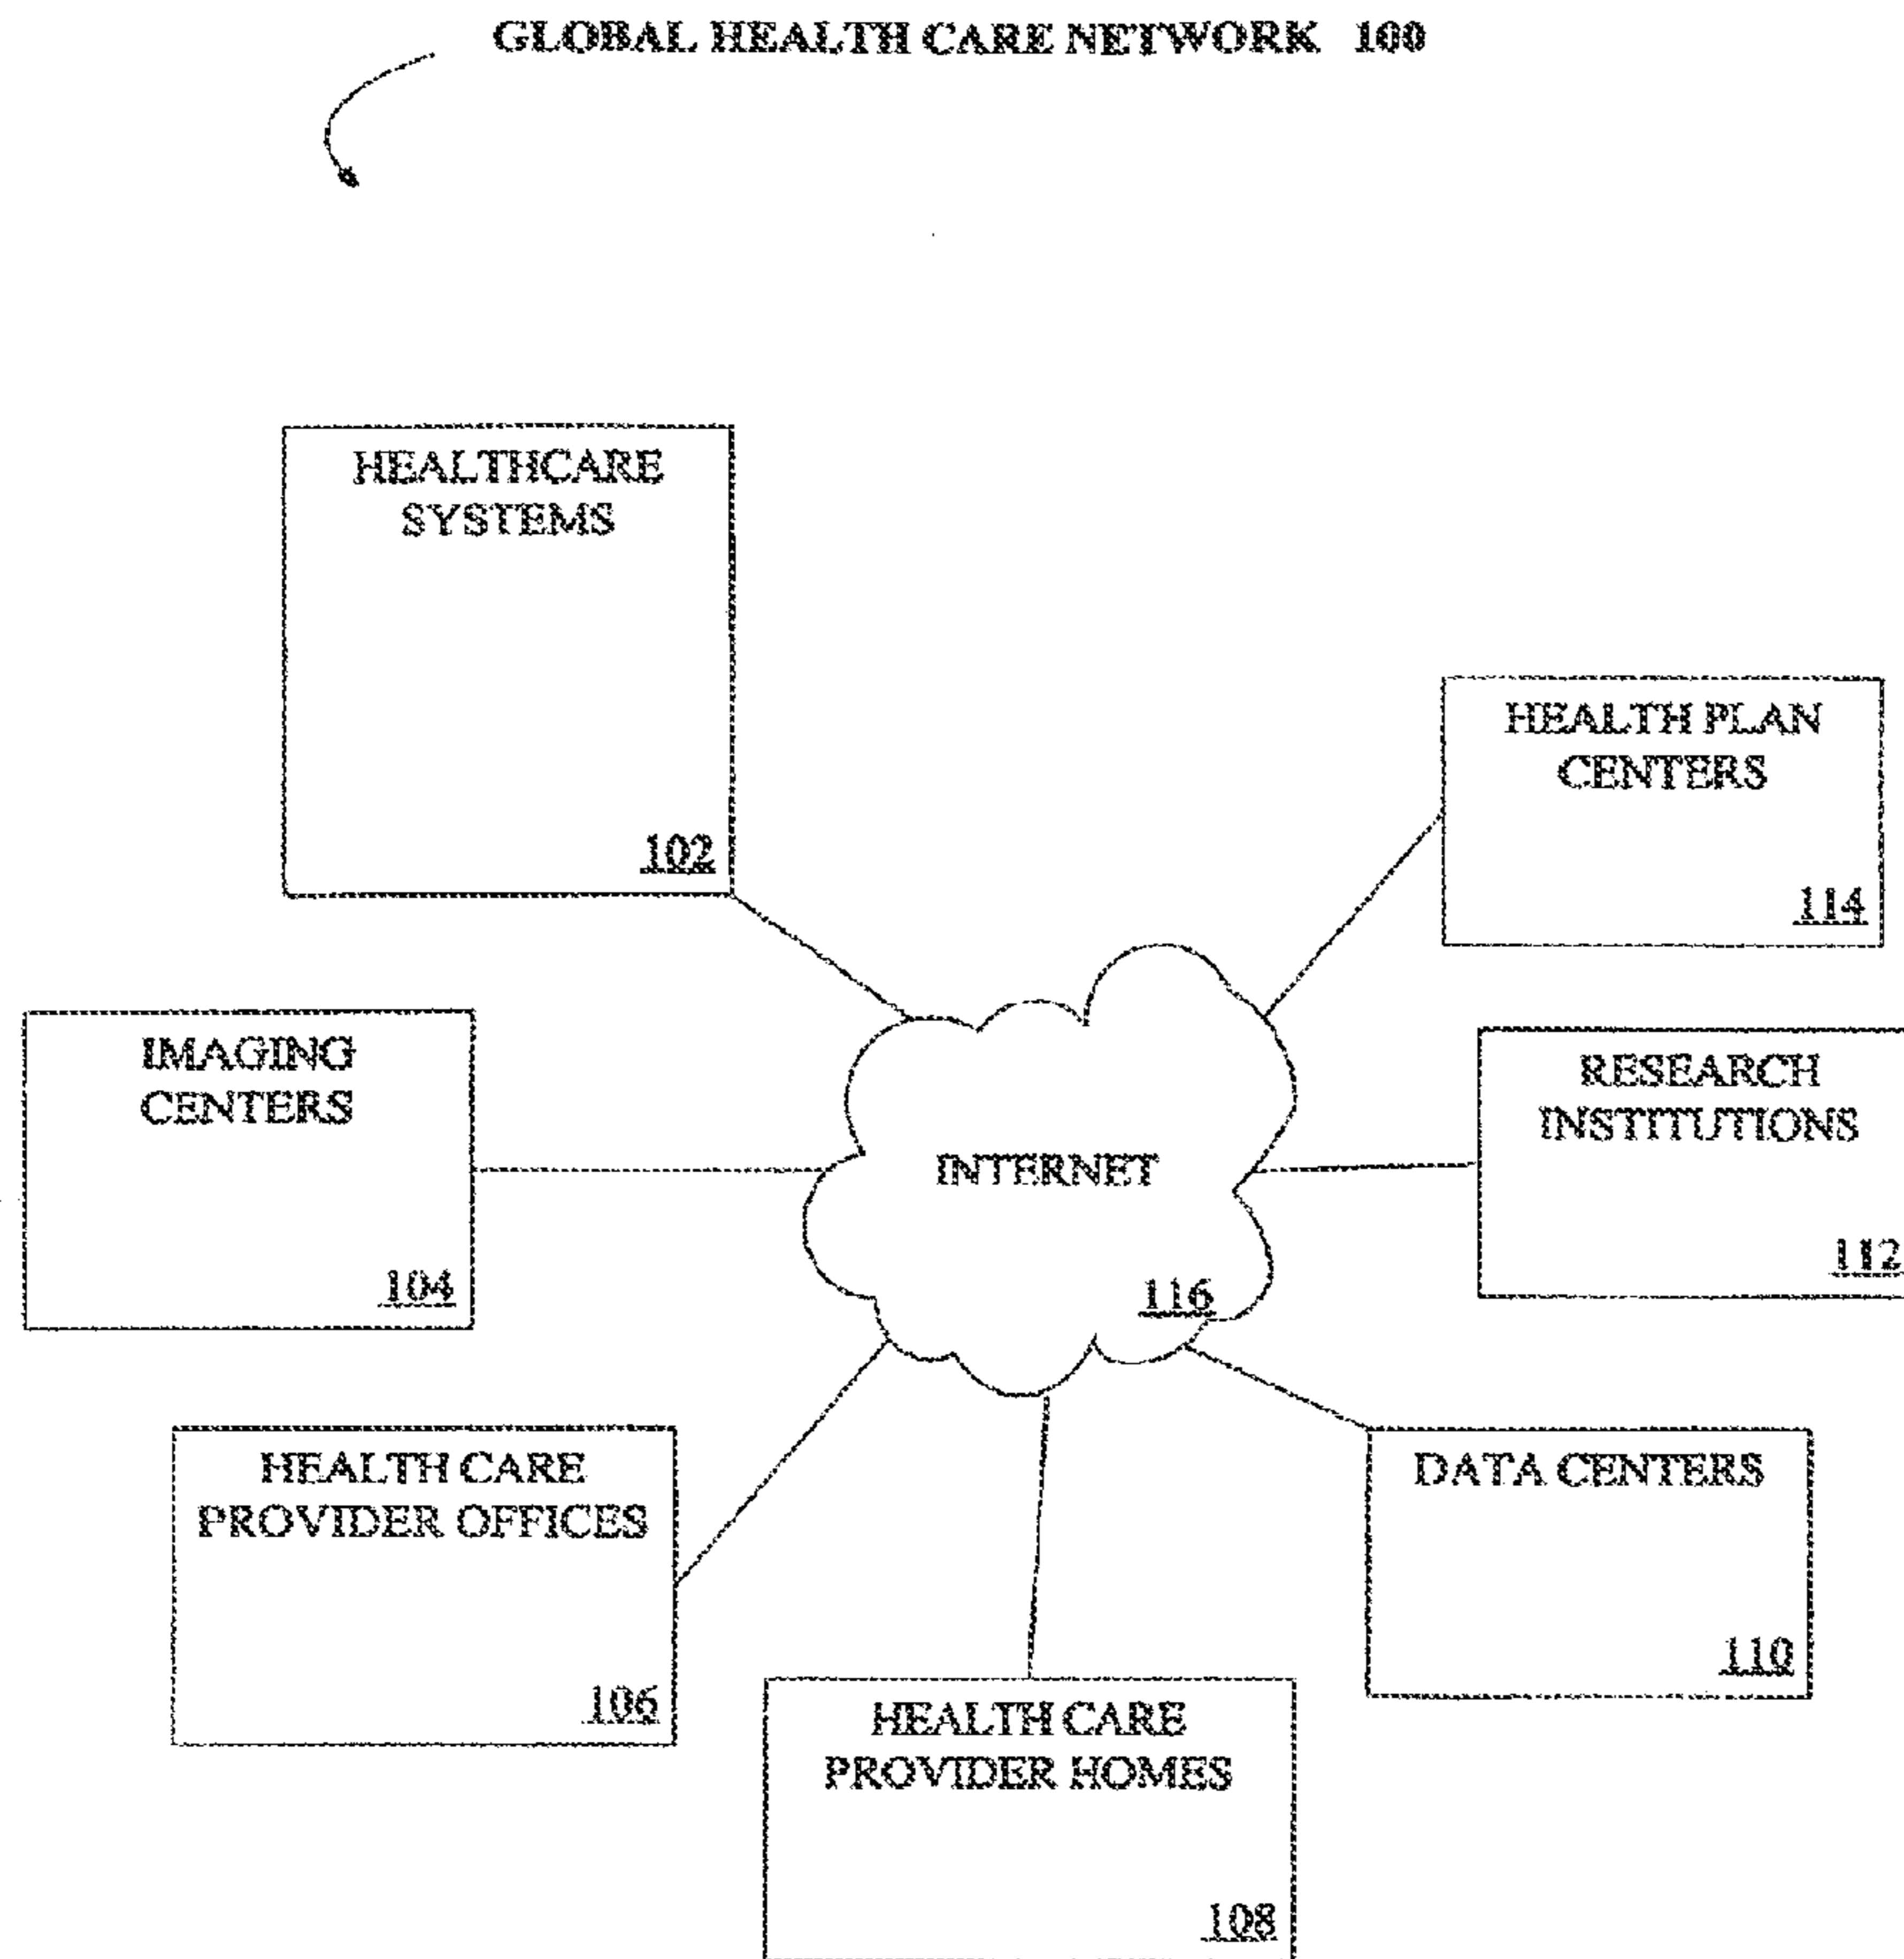 GLOBAL HEALTH CARE NETWORK 100
HEALTHCARE
SYSTEMS
102
HEALTH PLAN
CENTERS
114
IMAGING
CENTERS
104
INTERNET
116
RESEARCH
INSTITUTIONS
112
HEALTH CARE
PROVIDER OFFICES
106
HEALTH CARE
PROVIDER HOMES
108
DATA CENTERS
110